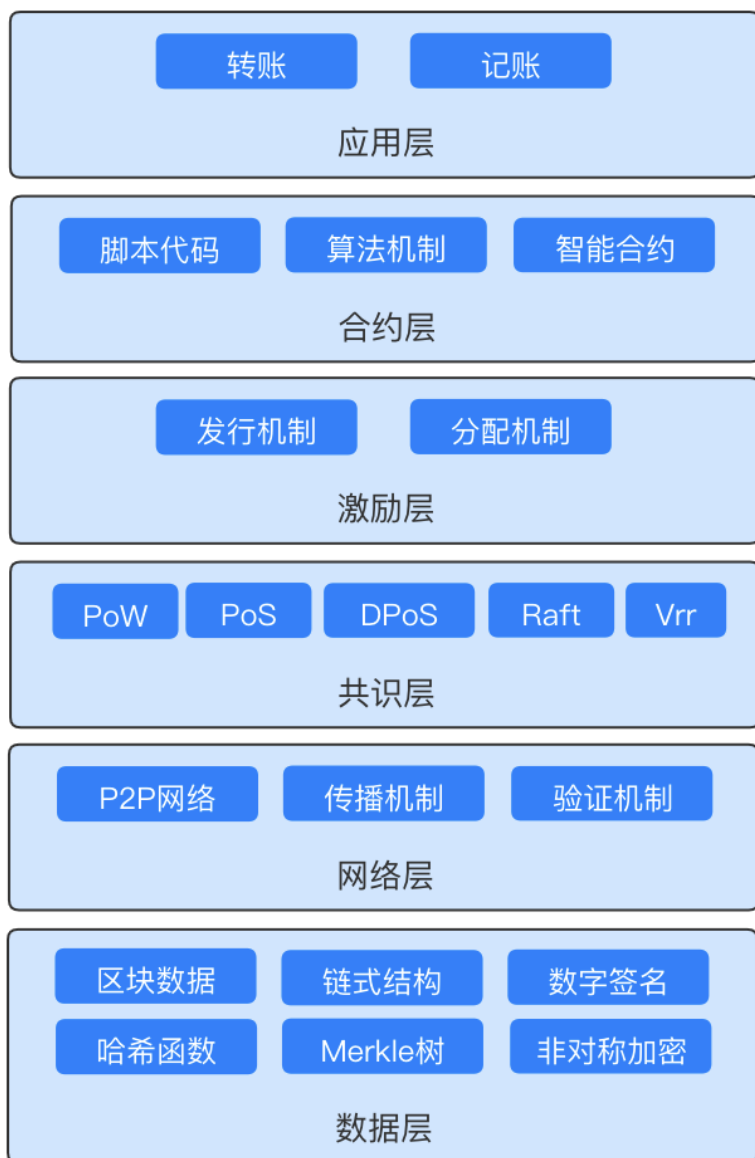 转账 记账
应用层
脚本代码 算法机制 智能合约
合约层
发行机制 分配机制
激励层
PoW PoS DPoS Raft Vrr
共识层
P2P网络 传播机制 验证机制
网络层
区块数据 链式结构 数字签名
哈希函数 Merkle树 非对称加密
数据层